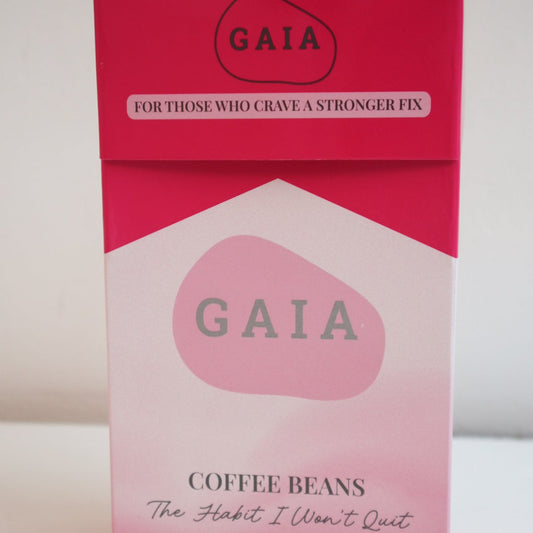 GAIA
FOR THOSE WHO CRAVE A STRONGER FIX
GAIA
COFFEE BEANS
The Habit I Won't Quit